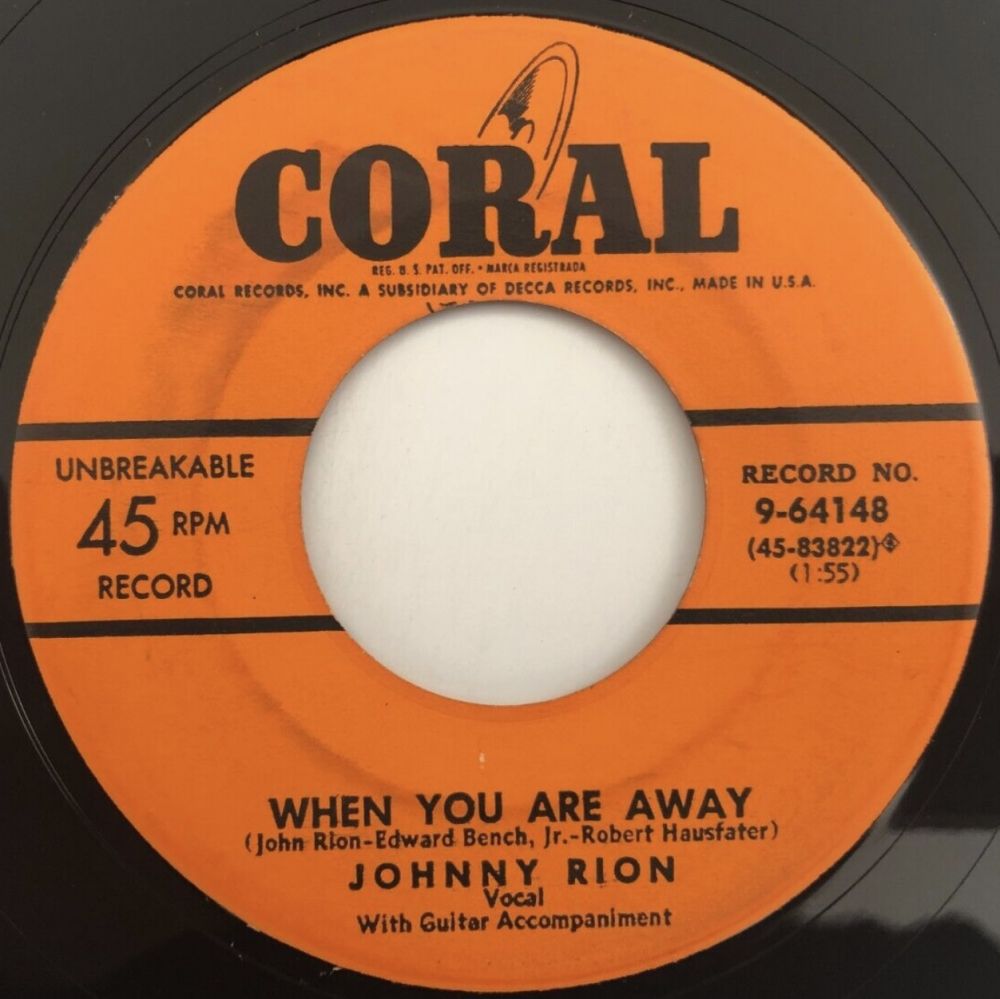 CORAL
REG. U. S. PAT. OFF. • MARCA REGISTRADA
CORAL RECORDS, INC. A SUBSIDIARY OF DECCA RECORDS, INC., MADE IN U.S.A.
UNBREAKABLE
45 RPM
RECORD
RECORD NO.
9-64148
(45-83822)
(1:55)
WHEN YOU ARE AWAY
(John Rion-Edward Bench, Jr.-Robert Hausfater)
JOHNNY RION
Vocal
With Guitar Accompaniment